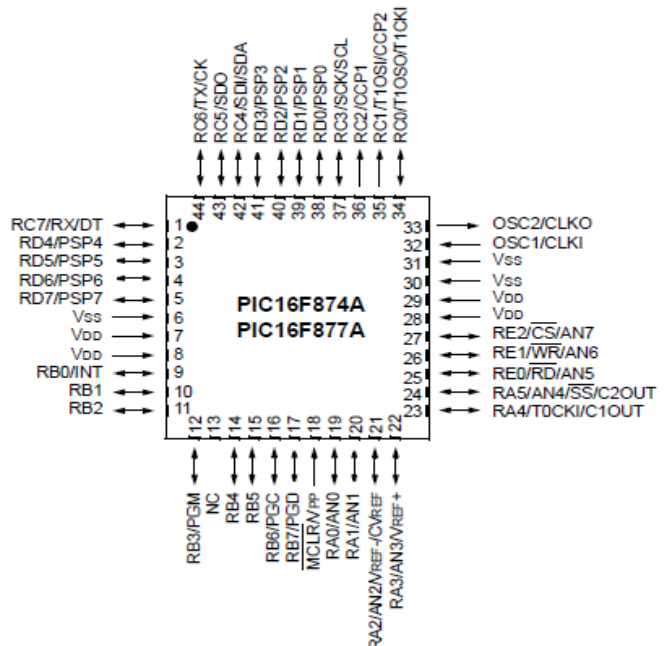 RC6/TX/CK
RC5/SDO
RC4/SDI/SDA
RD3/PSP3
RD2/PSP2
RD1/PSP1
RD0/PSP0
RC3/SCK/SCL
RC2/CCP1
RC1/T1OSI/CCP2
RC0/T1OSO/T1CKI
44
43
42
41
40
39
38
37
36
35
34
RC7/RX/DT 1
RD4/PSP4 2
RD5/PSP5 3
RD6/PSP6 4
RD7/PSP7 5
VSS 6
VDD 7
VDD 8
RB0/INT 9
RB1 10
RB2 11
PIC16F874A
PIC16F877A
33 OSC2/CLKO
32 OSC1/CLKI
31 VSS
30 VSS
29 VDD
28 VDD
27 RE2/CS/AN7
26 RE1/WR/AN6
25 RE0/RD/AN5
24 RA5/AN4/SS/C2OUT
23 RA4/T0CKI/C1OUT
12
13
14
15
16
17
18
19
20
21
22
RB3/PGM
NC
RB4
RB5
RB6/PGC
RB7/PGD
MCLR/VPP
RA0/AN0
RA1/AN1
RA2/AN2/VREF-/CVREF
RA3/AN3/VREF+